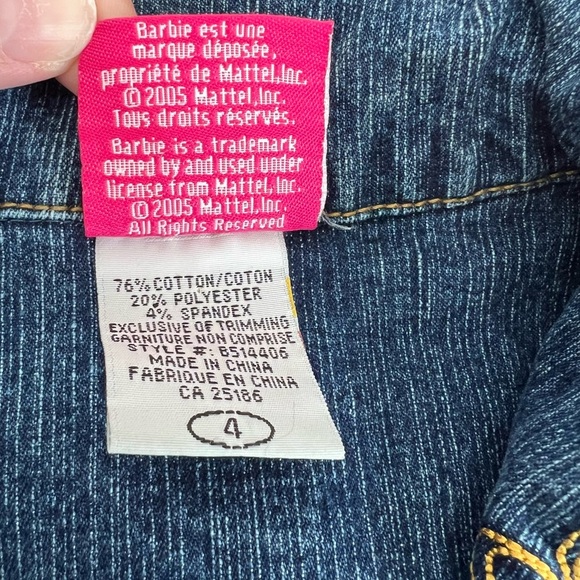 Barbie est une
marque déposée,
propriété de Mattel,Inc.
© 2005 Mattel,Inc.
Tous droits réservés.
Barbie is a trademark
owned by and used under
license from Mattel,Inc.
© 2005 Mattel,Inc.
All Rights Reserved
76% COTTON/COTON
20% POLYESTER
4% SPANDEX
EXCLUSIVE OF TRIMMING
GARNITURE NON COMPRISE
STYLE #: B514406
MADE IN CHINA
FABRIQUE EN CHINA
CA 25186
4